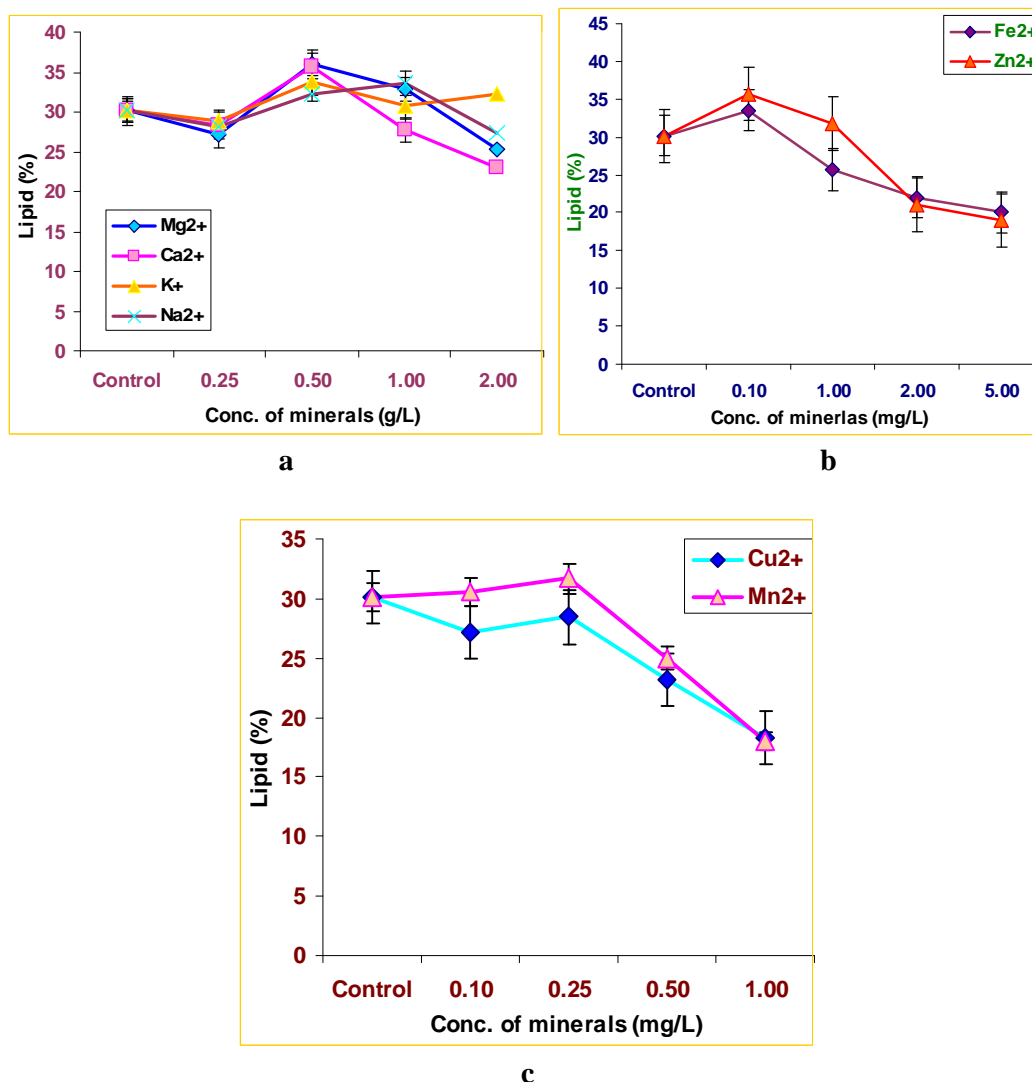 40
35
30
25
20
15
10
5
0
Lipid (%)
Mg2+
Ca2+
K+
Na2+
Control 0.25 0.50 1.00 2.00
Conc. of minerals (g/L)
a
45
40
35
30
25
20
15
10
5
0
Lipid (%)
Fe2+
Zn2+
Control 0.10 1.00 2.00 5.00
Conc. of minerlas (mg/L)
b
35
30
25
20
15
10
5
0
Lipid (%)
Cu2+
Mn2+
Control 0.10 0.25 0.50 1.00
Conc. of minerals (mg/L)
c